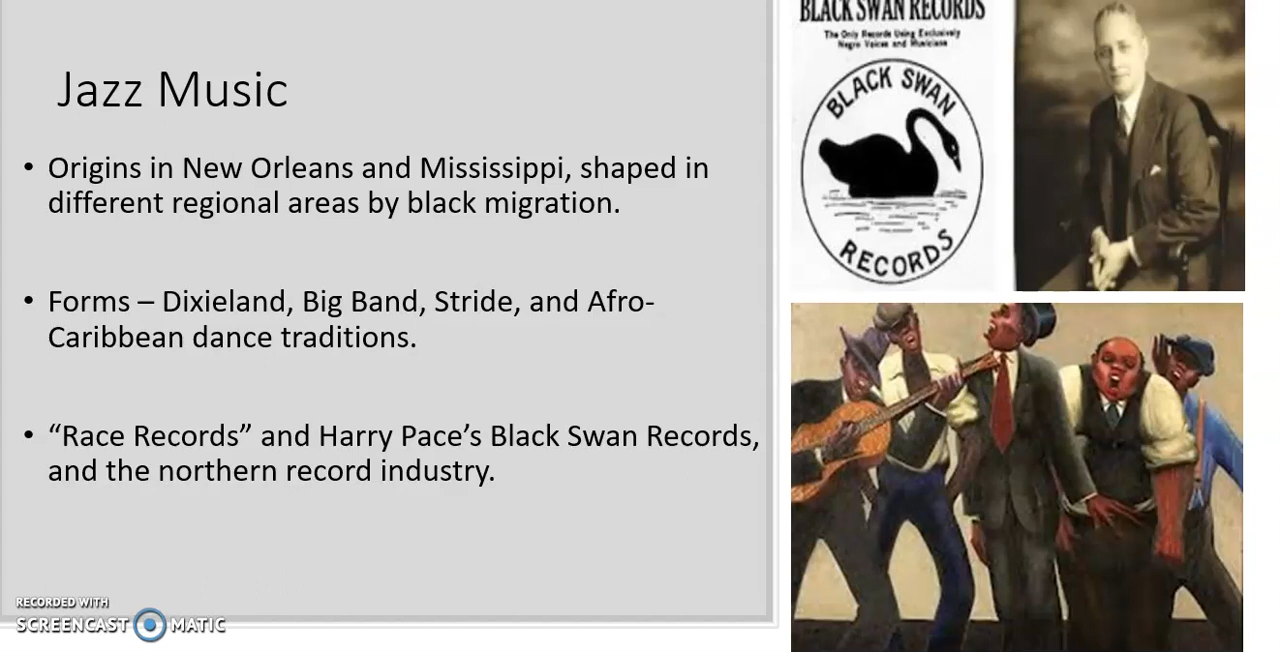 Jazz Music
• Origins in New Orleans and Mississippi, shaped in
different regional areas by black migration.
• Forms – Dixieland, Big Band, Stride, and Afro-
Caribbean dance traditions.
• “Race Records” and Harry Pace’s Black Swan Records,
and the northern record industry.
BLACK SWAN RECORDS
The Only Records Using Exclusively
Negro Voices and Musicians
BLACK SWAN
RECORDS
RECORDED WITH
SCREENCAST MATIC